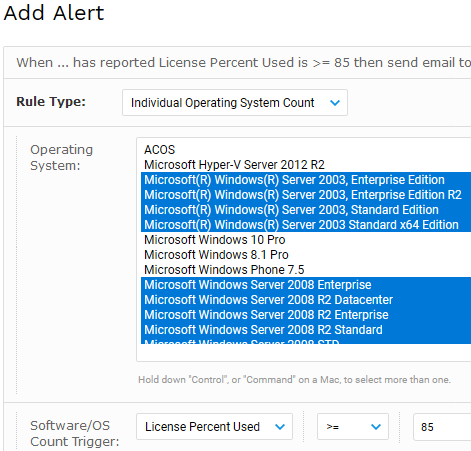 Add Alert
When ... has reported License Percent Used is >= 85 then send email to
Rule Type:
Individual Operating System Count
Operating
System:
ACOS
Microsoft Hyper-V Server 2012 R2
Microsoft(R) Windows(R) Server 2003, Enterprise Edition
Microsoft(R) Windows(R) Server 2003, Enterprise Edition R2
Microsoft(R) Windows(R) Server 2003, Standard Edition
Microsoft(R) Windows(R) Server 2003 Standard x64 Edition
Microsoft Windows 10 Pro
Microsoft Windows 8.1 Pro
Microsoft Windows Phone 7.5
Microsoft Windows Server 2008 Enterprise
Microsoft Windows Server 2008 R2 Datacenter
Microsoft Windows Server 2008 R2 Enterprise
Microsoft Windows Server 2008 R2 Standard
Microsoft Windows Server 2008 STD
Hold down "Control", or "Command" on a Mac, to select more than one.
Software/OS
Count Trigger:
License Percent Used
>=
85